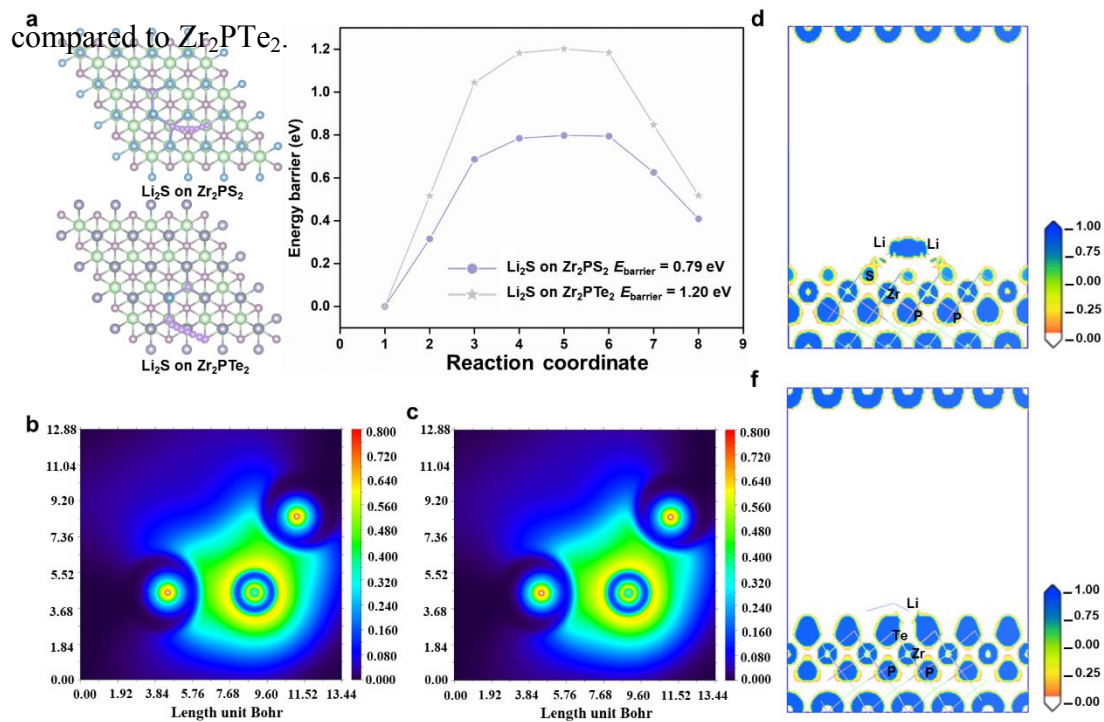 a
compared to Zr₂PTe₂.
Li₂S on Zr₂PS₂
Li₂S on Zr₂PTe₂
Energy barrier (eV)
1.2
1.0
0.8
0.6
0.4
0.2
0.0
Li₂S on Zr₂PS₂ E_barrier = 0.79 eV
Li₂S on Zr₂PTe₂ E_barrier = 1.20 eV
0 1 2 3 4 5 6 7 8 9
Reaction coordinate
d
Li Li
S
Zr
P P
1.00
0.75
0.50
0.25
0.00
b
12.88
11.04
9.20
7.36
5.52
3.68
1.84
0.00
0.00 1.92 3.84 5.76 7.68 9.60 11.52 13.44
Length unit Bohr
0.800
0.720
0.640
0.560
0.480
0.400
0.320
0.240
0.160
0.080
0.000
c
12.88
11.04
9.20
7.36
5.52
3.68
1.84
0.00
0.00 1.92 3.84 5.76 7.68 9.60 11.52 13.44
Length unit Bohr
0.800
0.720
0.640
0.560
0.480
0.400
0.320
0.240
0.160
0.080
0.000
f
Li
Te
Zr
P P
1.00
0.75
0.50
0.25
0.00